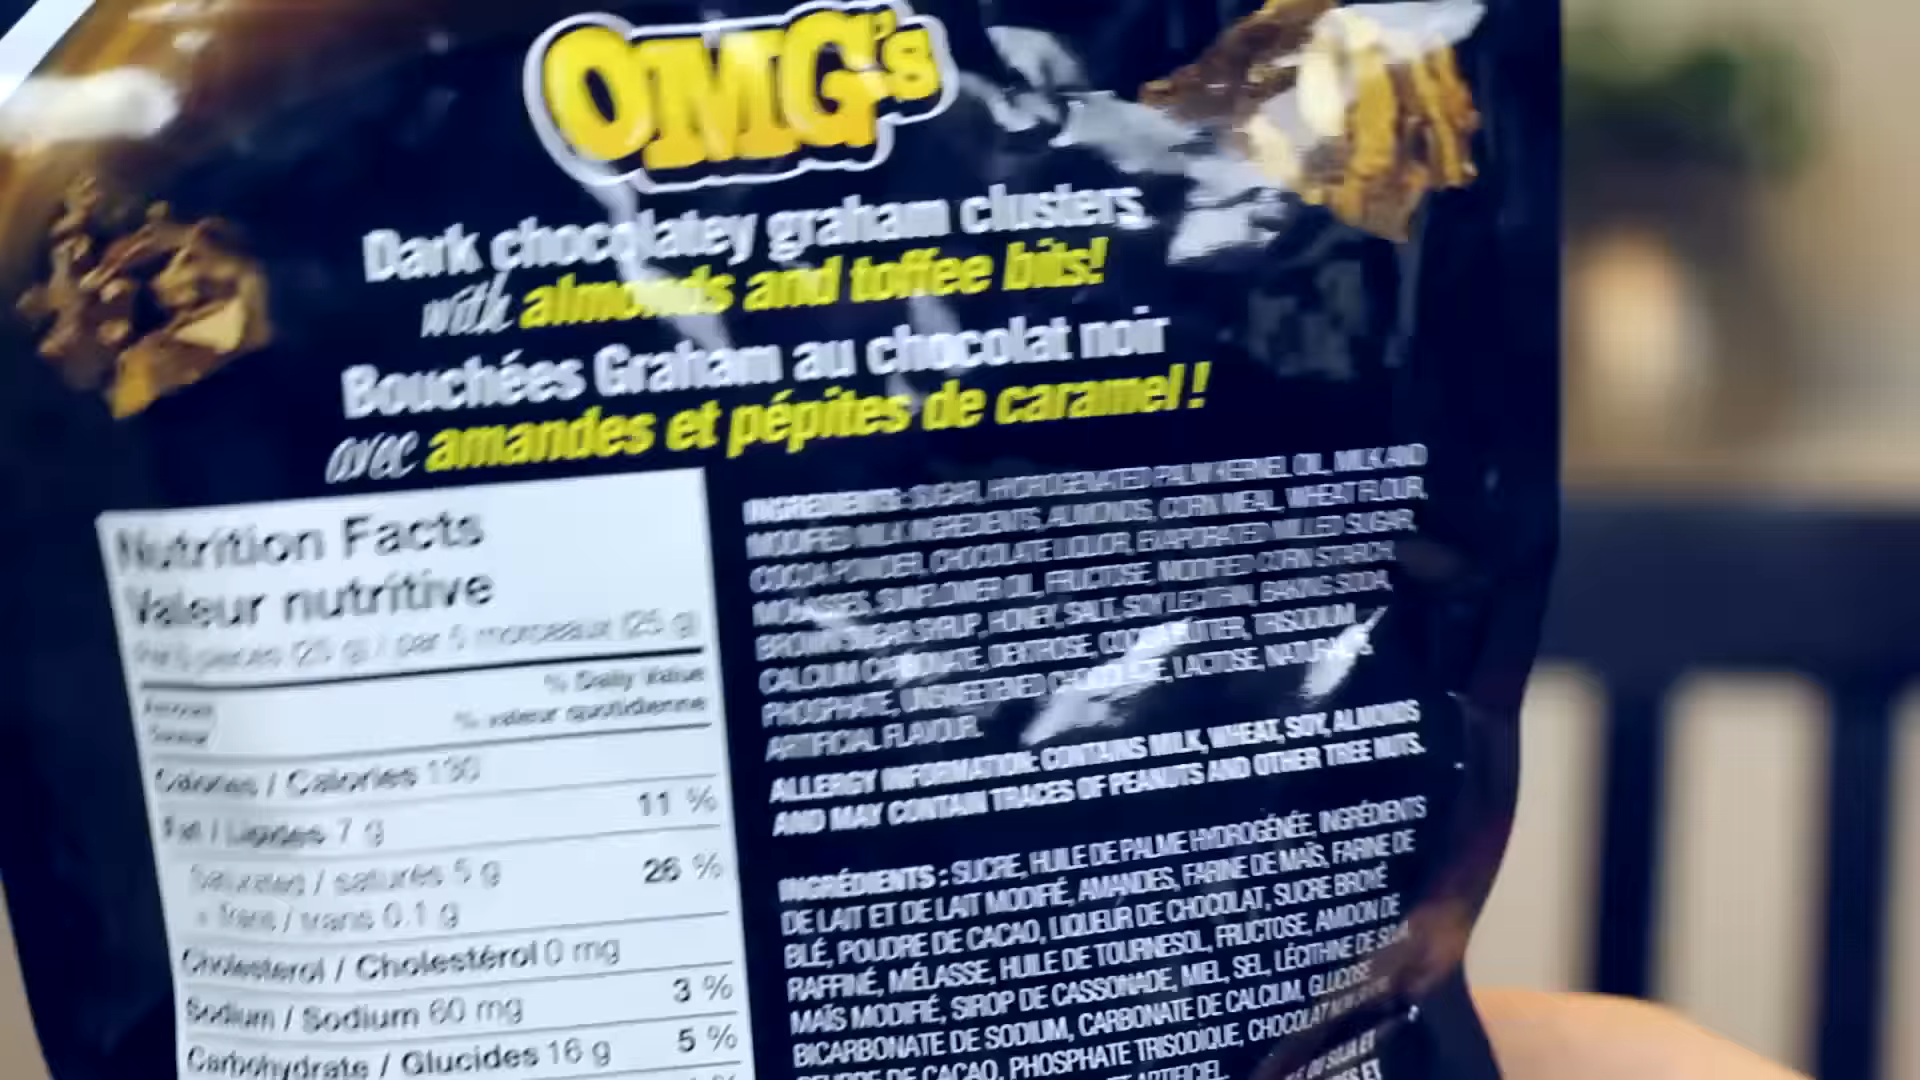 OMG's
Dark chocolatey graham clusters
with almonds and toffee bits!
Bouchées Graham au chocolat noir
avec amandes et pépites de caramel !
Nutrition Facts
Valeur nutritive
Per 5 pieces (25 g) / par 5 morceaux (25 g)
% Daily Value
% valeur quotidienne
Calories / Calories 130
Fat / Lipides 7 g 11 %
Saturated / saturés 5 g
+ Trans / trans 0.1 g 26 %
Cholesterol / Cholestérol 0 mg
Sodium / Sodium 60 mg 3 %
Carbohydrate / Glucides 16 g 5 %
INGREDIENTS: SUGAR, HYDROGENATED PALM KERNEL OIL, MILK AND
MODIFIED MILK INGREDIENTS, ALMONDS, CORN MEAL, WHEAT FLOUR,
COCOA POWDER, CHOCOLATE LIQUOR, EVAPORATED MILLED SUGAR,
MOLASSES, SUNFLOWER OIL, FRUCTOSE, MODIFIED CORN STARCH,
BROWN SUGAR SYRUP, HONEY, SALT, SOY LECITHIN, BAKING SODA,
CALCIUM CARBONATE, DEXTROSE, COCOA BUTTER, TRISODIUM
PHOSPHATE, UNSWEETENED CHOCOLATE, LACTOSE, NATURAL &
ARTIFICIAL FLAVOUR.
ALLERGY INFORMATION: CONTAINS MILK, WHEAT, SOY, ALMONDS
AND MAY CONTAIN TRACES OF PEANUTS AND OTHER TREE NUTS.
INGRÉDIENTS : SUCRE, HUILE DE PALME HYDROGÉNÉE, INGRÉDIENTS
DE LAIT ET DE LAIT MODIFIÉ, AMANDES, FARINE DE MAÏS, FARINE DE
BLÉ, POUDRE DE CACAO, LIQUEUR DE CHOCOLAT, SUCRE BROYÉ
RAFFINÉ, MÉLASSE, HUILE DE TOURNESOL, FRUCTOSE, AMIDON DE
MAÏS MODIFIÉ, SIROP DE CASSONADE, MIEL, SEL, LÉCITHINE DE SOJA,
BICARBONATE DE SODIUM, CARBONATE DE CALCIUM, GLUCOSE,
BEURRE DE CACAO, PHOSPHATE TRISODIQUE, CHOCOLAT NON
ARTIFICIEL.